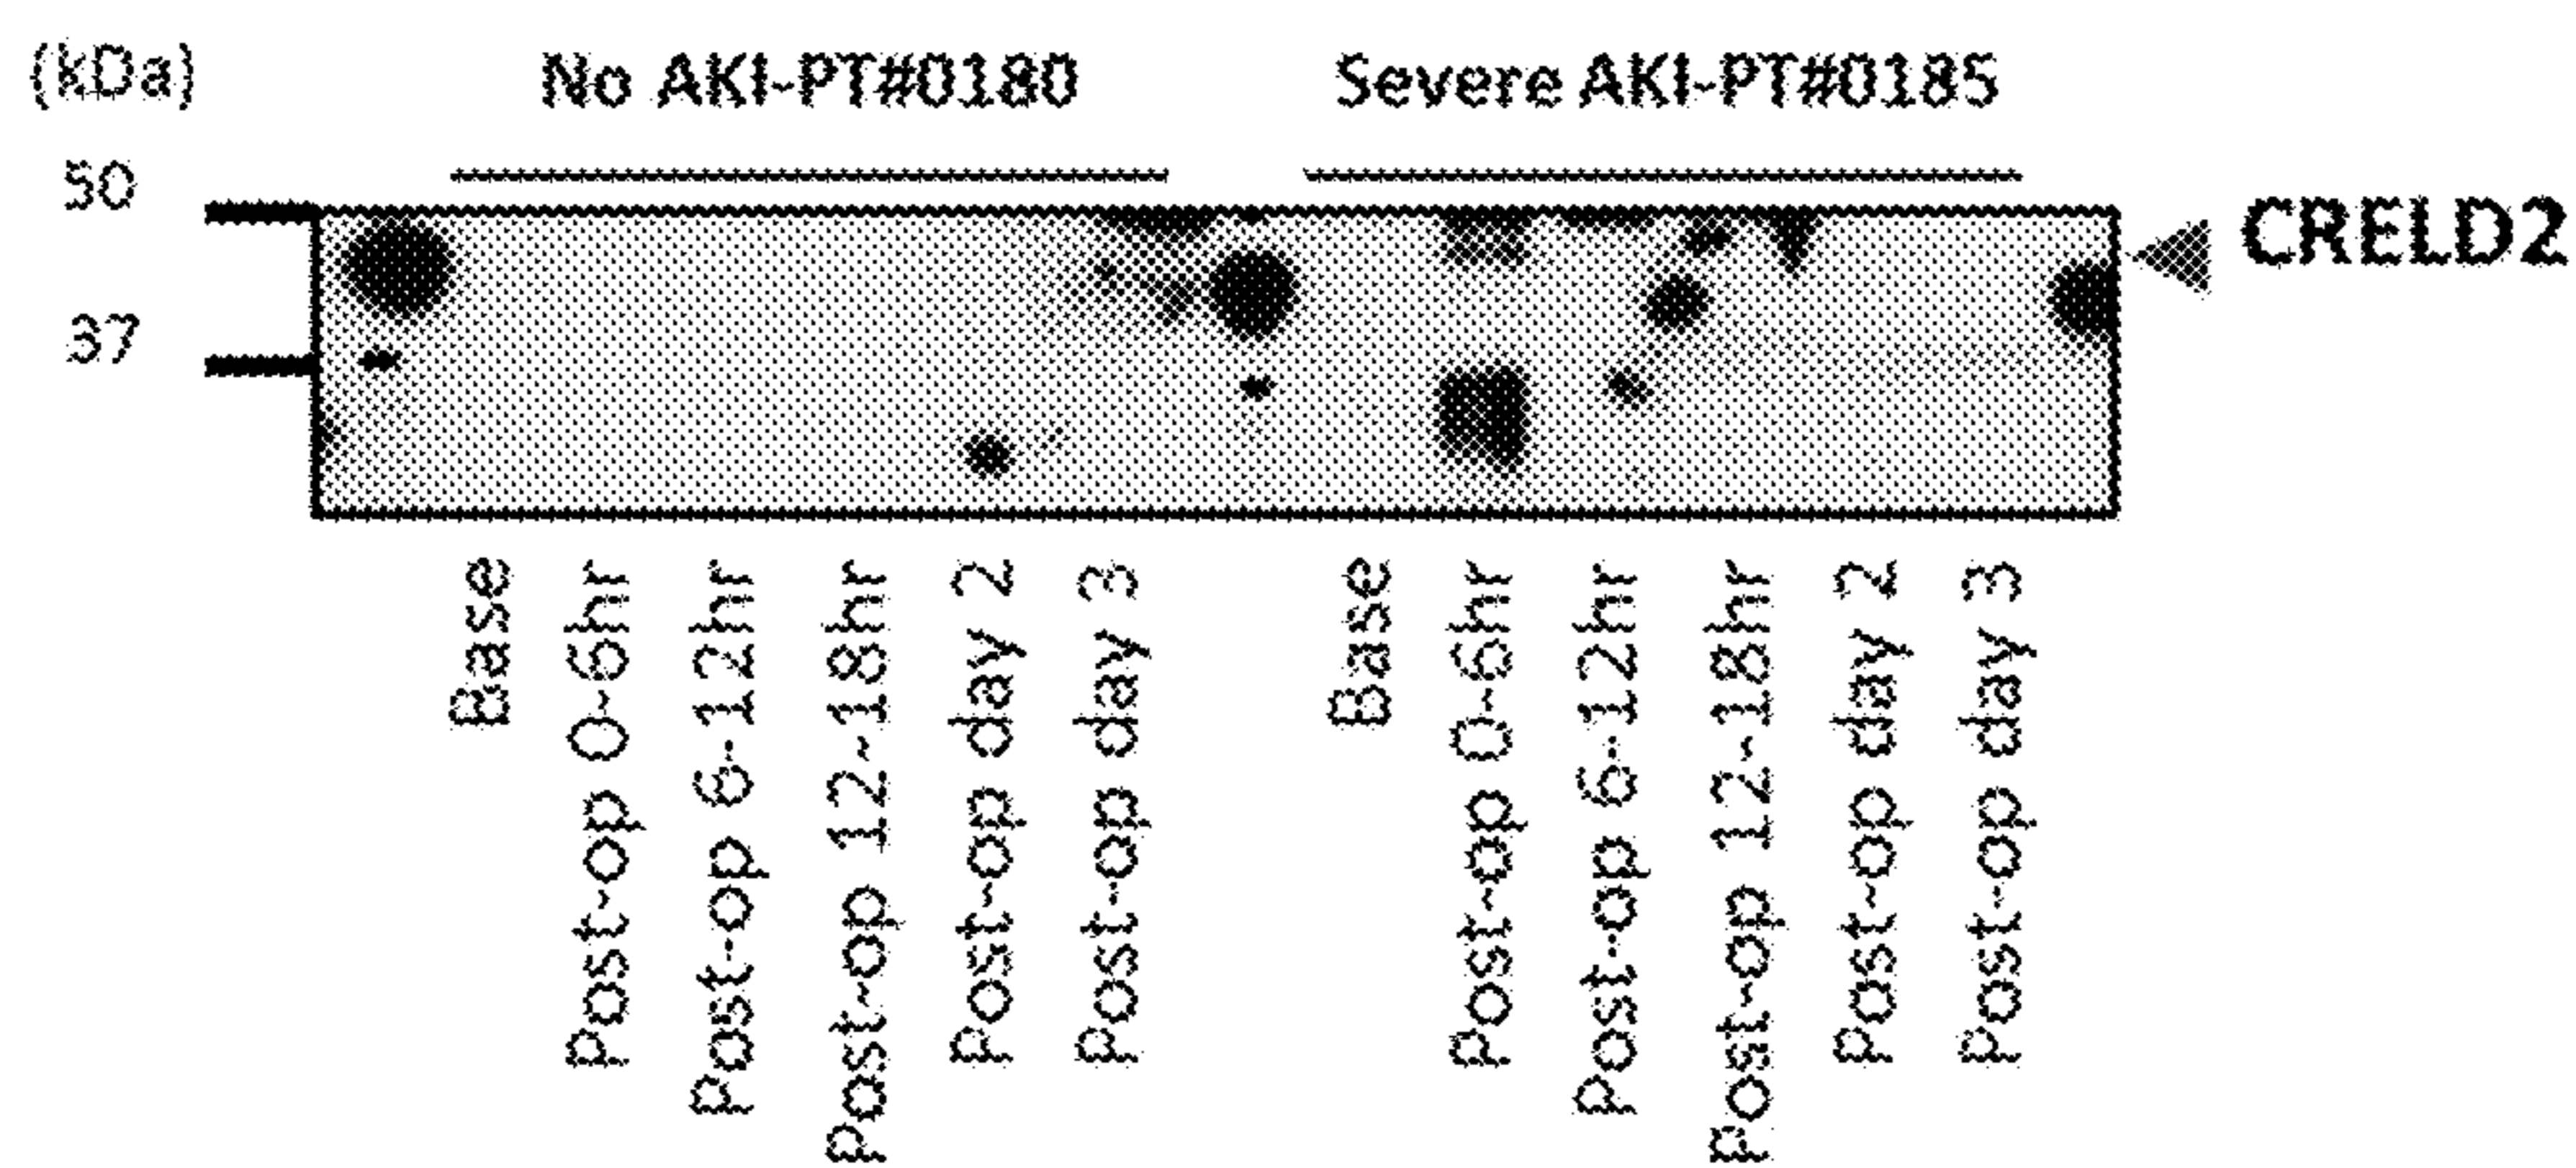 (kDa)
No AKI-PT#0180
Severe AKI-PT#0185
50
37
CRELD2
Base
Post-op 0-6hr
Post-op 6-12hr
Post-op 12-18hr
Post-op day 2
Post-op day 3
Base
Post-op 0-6hr
Post-op 6-12hr
Post-op 12-18hr
Post-op day 2
Post-op day 3